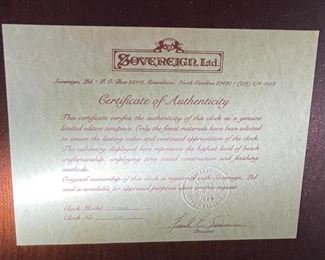 SOVEREIGN, Ltd.
Sovereign, Ltd - P. O. Box 22112, Greensboro, North Carolina 27420 - (919) 274-
Certificate of Authenticity
This certificate verifies the authenticity of this clock as a genuine
limited edition timepiece. Only the finest materials have been selected
to assure the lasting value and continued appreciation of the clock.
The cabinetry displayed here represents the highest level of bench
craftsmanship, employing time tested construction and finishing
methods.
Original ownership of this clock is registered with Sovereign, Ltd
and is available for appraisal purposes upon written request.
Clock Model
Clock No
President